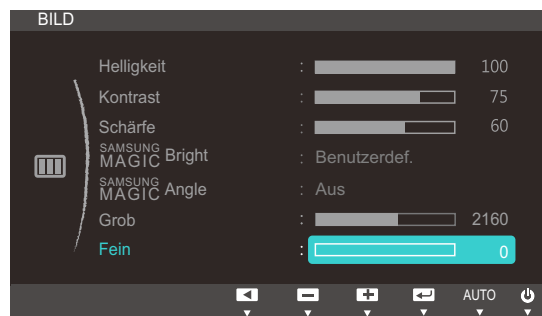 BILD
Helligkeit : 100
Kontrast : 75
Schärfe : 60
SAMSUNG MAGIC Bright : Benutzerdef.
SAMSUNG MAGIC Angle : Aus
Grob : 2160
Fein : 0
AUTO